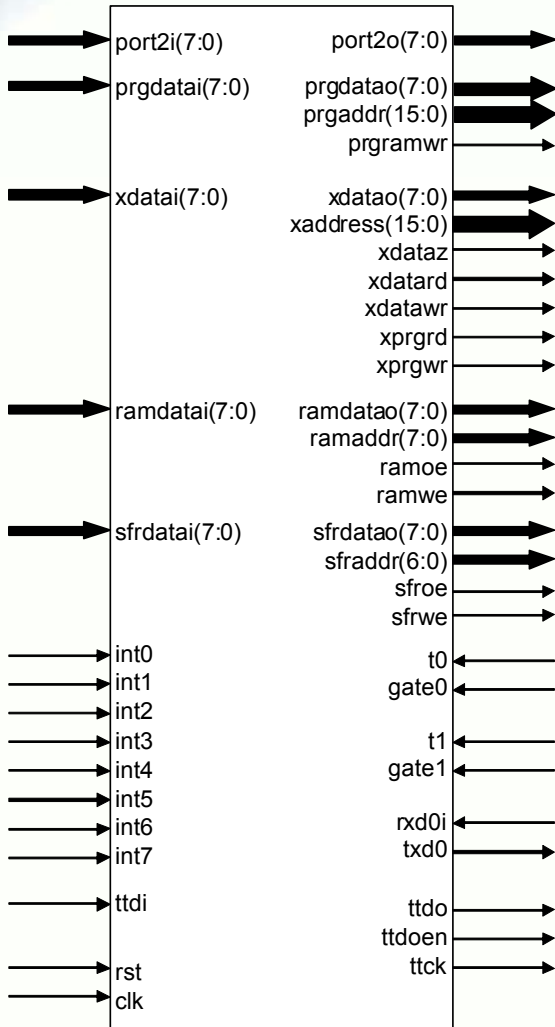 port2i(7:0) port2o(7:0)
prgdatai(7:0) prgdatao(7:0)
prgaddr(15:0)
prgramwr
xdatai(7:0) xdatao(7:0)
xaddress(15:0)
xdataz
xdatard
xdatawr
xprgrd
xprgwr
ramdatai(7:0) ramdatao(7:0)
ramaddr(7:0)
ramoe
ramwe
sfrdatai(7:0) sfrdatao(7:0)
sfraddr(6:0)
sfroe
sfrwe
int0 t0
int1 gate0
int2
int3 t1
int4 gate1
int5
int6 rxd0i
int7 txd0
ttdi ttdo
ttdoen
rst ttck
clk